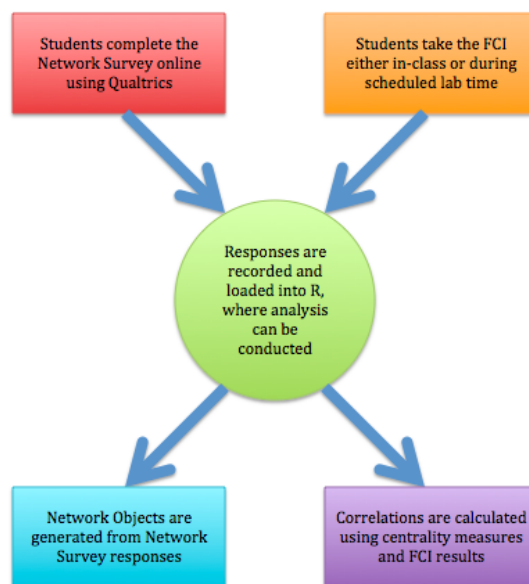 Students complete the
Network Survey online
using Qualtrics
Students take the FCI
either in-class or during
scheduled lab time
Responses are
recorded and
loaded into R,
where analysis
can be
conducted
Network Objects are
generated from Network
Survey responses
Correlations are calculated
using centrality measures
and FCI results